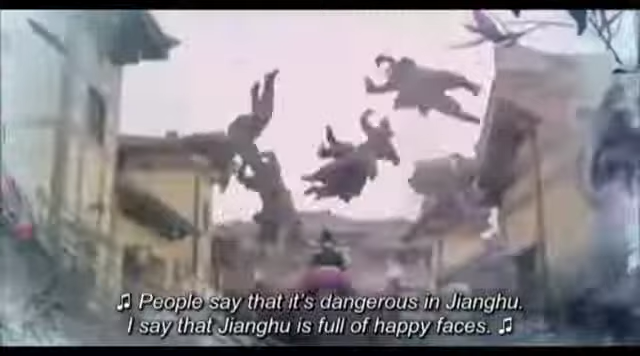 ♫ People say that it's dangerous in Jianghu.
I say that Jianghu is full of happy faces. ♫